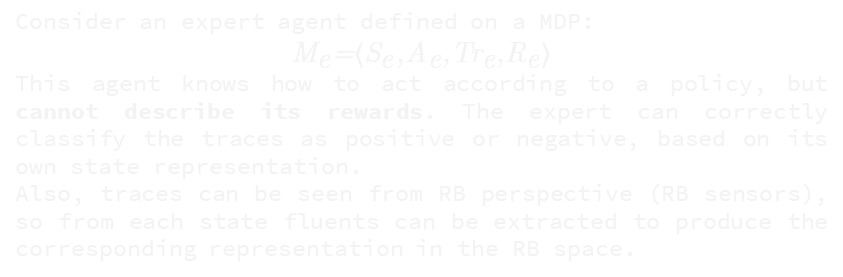 Consider an expert agent defined on a MDP:
Me=⟨Se,Ae,Tre,Re⟩
This agent knows how to act according to a policy, but
cannot describe its rewards. The expert can correctly
classify the traces as positive or negative, based on its
own state representation.
Also, traces can be seen from RB perspective (RB sensors),
so from each state fluents can be extracted to produce the
corresponding representation in the RB space.